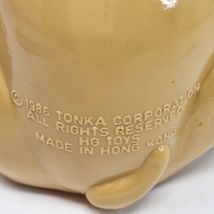 © 1986 TONKA CORPORATION
ALL RIGHTS RESERVED
HG TOYS
MADE IN HONG KONG